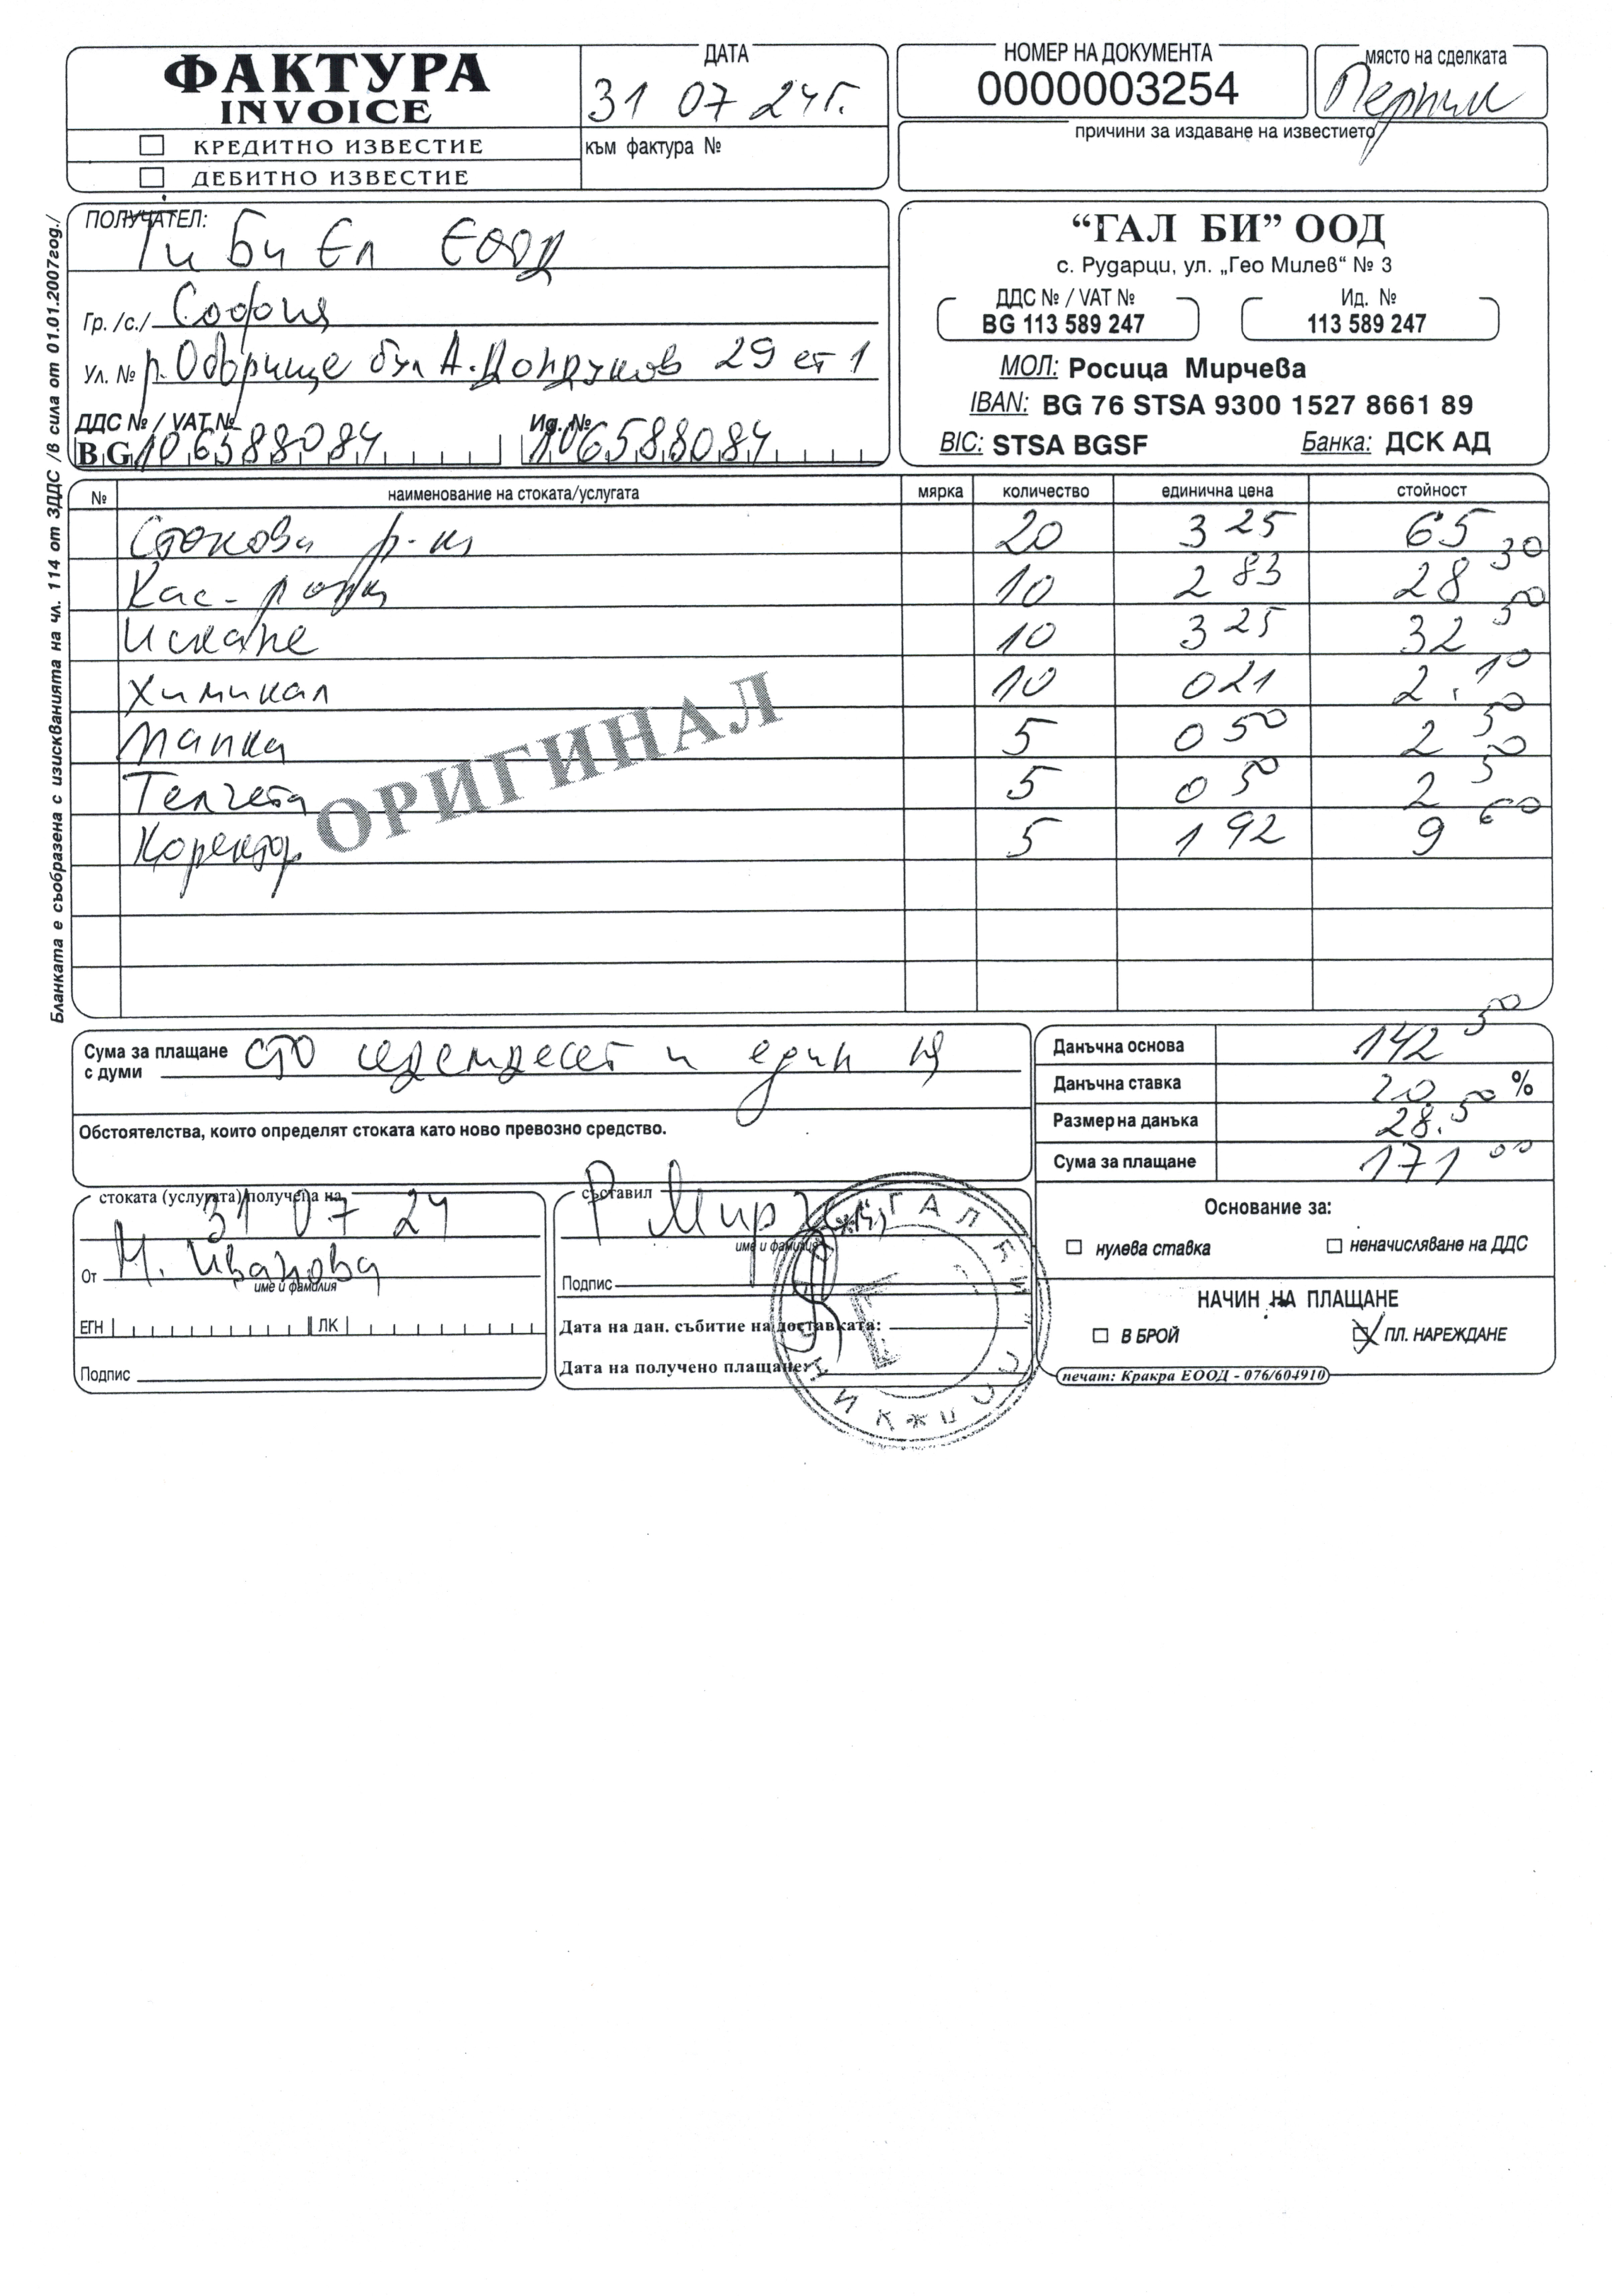 ФАКТУРА
INVOICE
КРЕДИТНО ИЗВЕСТИЕ
ДЕБИТНО ИЗВЕСТИЕ
ДАТА
31 07 24г.
към фактура №
НОМЕР НА ДОКУМЕНТА
0000003254
място на сделката
Перник
причини за издаване на известието
ПОЛУЧАТЕЛ:
Ти Би Ел ЕООД
Гр. /с./ София
Ул. № р. Оборище бул А. Дондуков 29 ет 1
ДДС № / VAT № Ид. №
BG 106588084 106588084
“ГАЛ БИ” ООД
с. Рударци, ул. „Гео Милев“ № 3
ДДС № / VAT № Ид. №
BG 113 589 247 113 589 247
МОЛ: Росица Мирчева
IBAN: BG 76 STSA 9300 1527 8661 89
BIC: STSA BGSF Банка: ДСК АД
Бланката е съобразена с изискванията на чл. 114 от ЗДДС /в сила от 01.01.2007год./
№ наименование на стоката/услугата мярка количество единична цена стойност
Стокова р-ка 20 3 25 65
Кас- ролки 10 2 83 28 30
Искане 10 3 25 32 50
Химикал 10 0 21 2. 10
Папка 5 0 50 2 50
Телчета 5 0 50 2 50
Коректор 5 1 92 9 60
ОРИГИНАЛ
Сума за плащане
с думи сто седемдесет и един лв
Обстоятелства, които определят стоката като ново превозно средство.
Данъчна основа 142 50
Данъчна ставка 20 %
Размер на данъка 28.50
Сума за плащане 171 00
стоката (услугата) получена на
31 07 24
От М. Иванова
име и фамилия
ЕГН ЛК
Подпис
съставил
Р Мирчева
име и фамилия
Подпис
Дата на дан. събитие на доставката:
Дата на получено плащане:
ГАЛ БИ
Основание за:
нулева ставка неначисляване на ДДС
НАЧИН НА ПЛАЩАНЕ
В БРОЙ ПЛ. НАРЕЖДАНЕ
печат: Кракра ЕООД - 076/604910